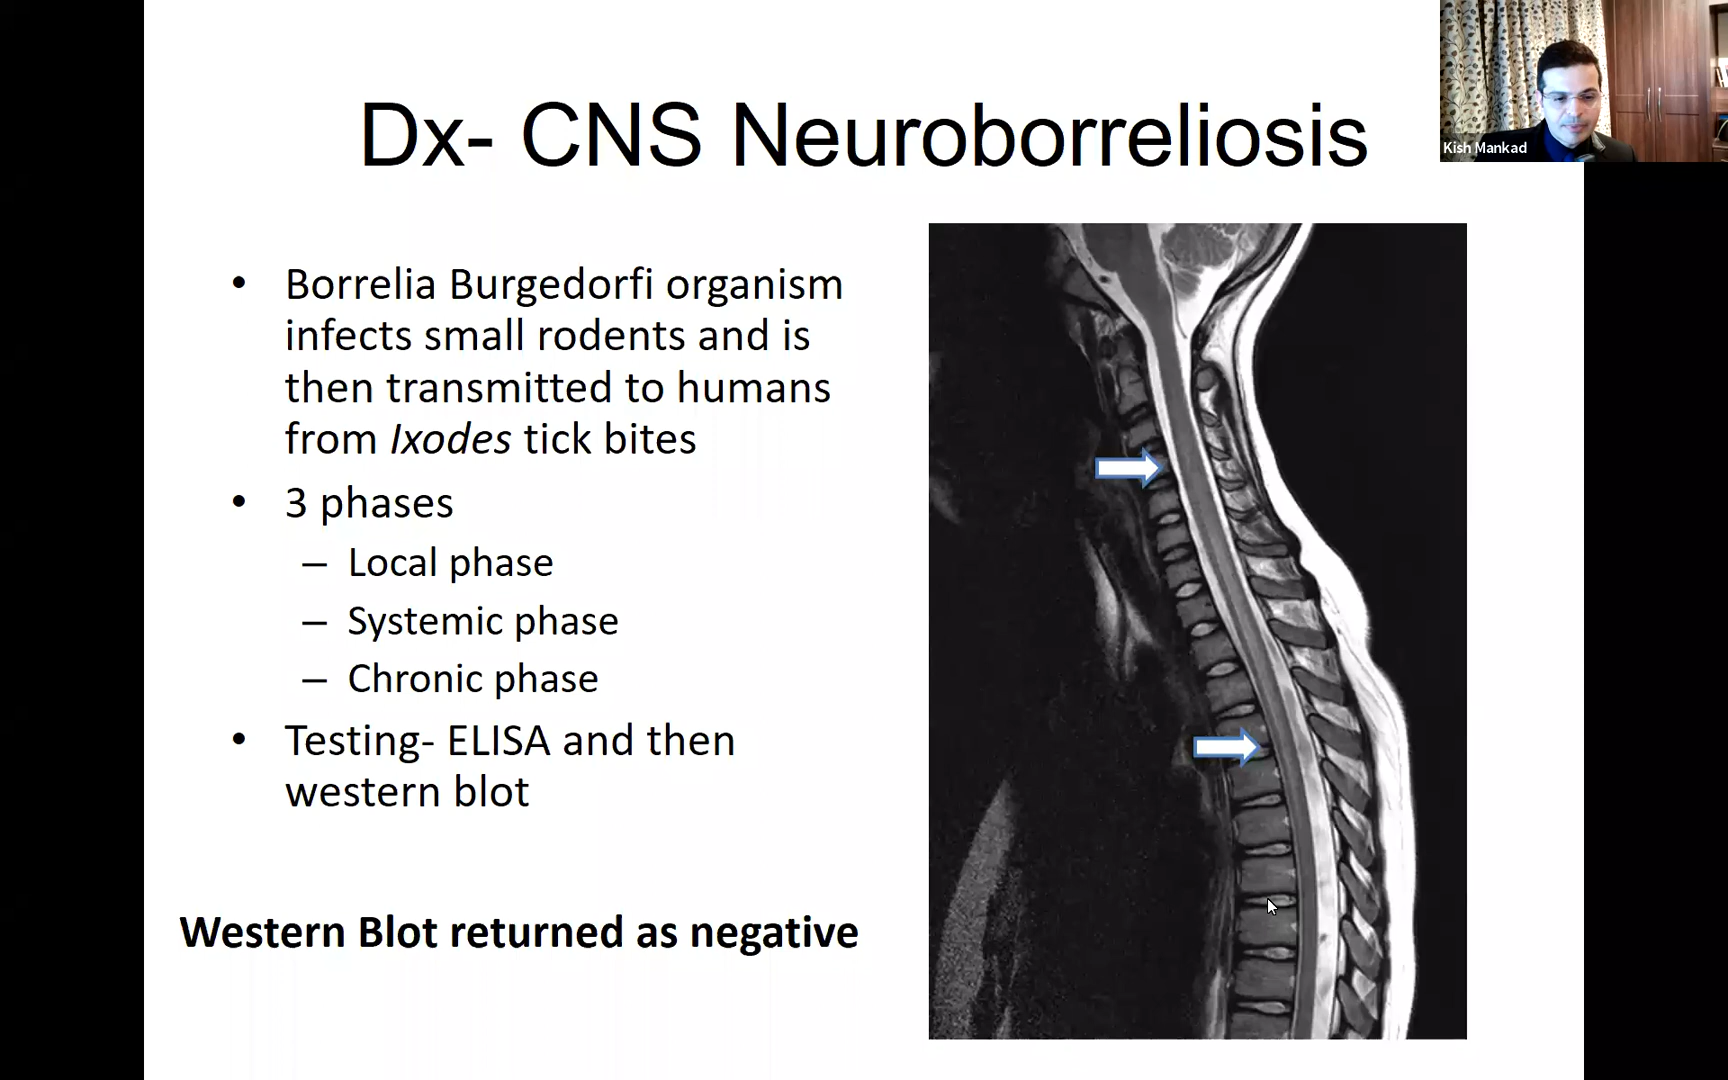 Dx- CNS Neuroborreliosis
Kish Mankad
• Borrelia Burgedorfi organism
infects small rodents and is
then transmitted to humans
from Ixodes tick bites
• 3 phases
– Local phase
– Systemic phase
– Chronic phase
• Testing- ELISA and then
western blot
Western Blot returned as negative